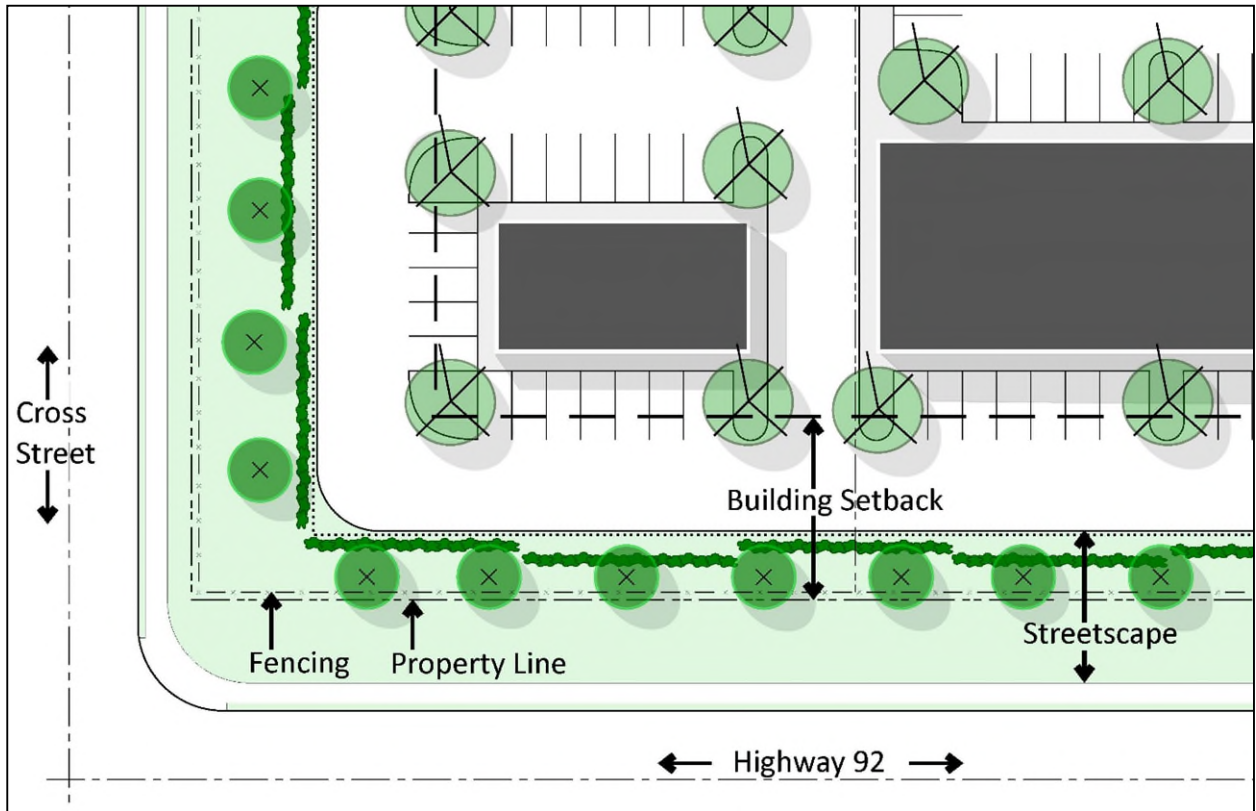 Cross
Street
Building Setback
Streetscape
Fencing
Property Line
Highway 92